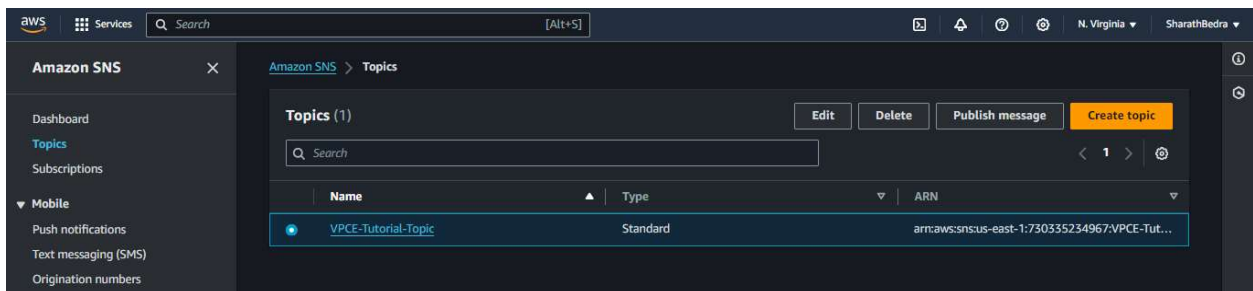 aws Services Search [Alt+S] N. Virginia SharathBedra
Amazon SNS
Amazon SNS > Topics
Dashboard
Topics
Subscriptions
Mobile
Push notifications
Text messaging (SMS)
Origination numbers
Topics (1) Edit Delete Publish message Create topic
Search 1
Name Type ARN
VPCE-Tutorial-Topic Standard arn:aws:sns:us-east-1:730335234967:VPCE-Tut...